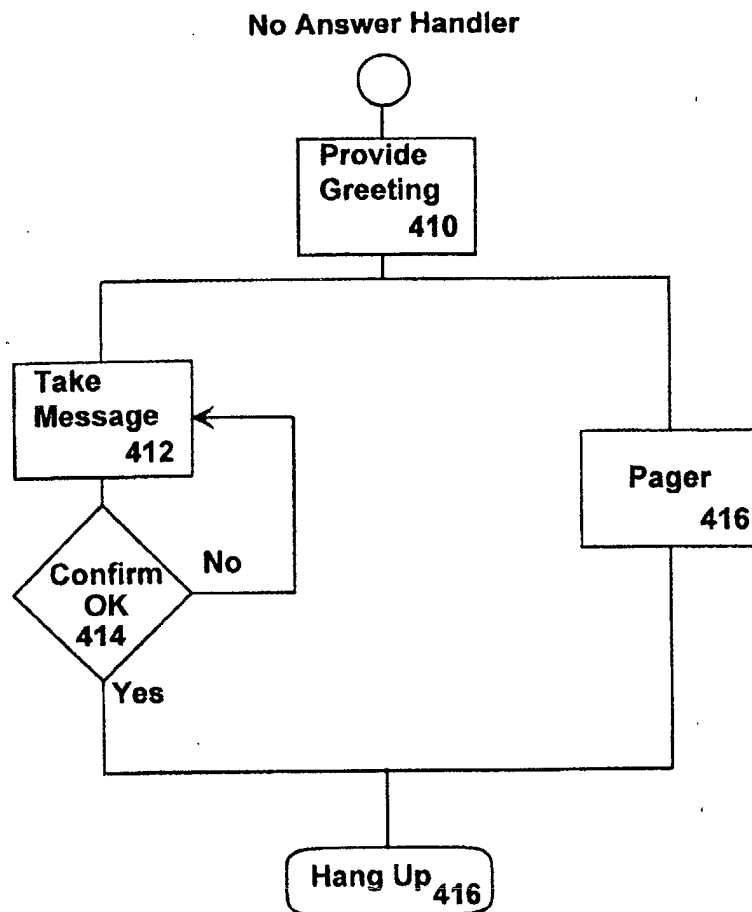 No Answer Handler
Provide
Greeting
410
Take
Message
412
Pager
416
Confirm
OK
414
No
Yes
Hang Up 416